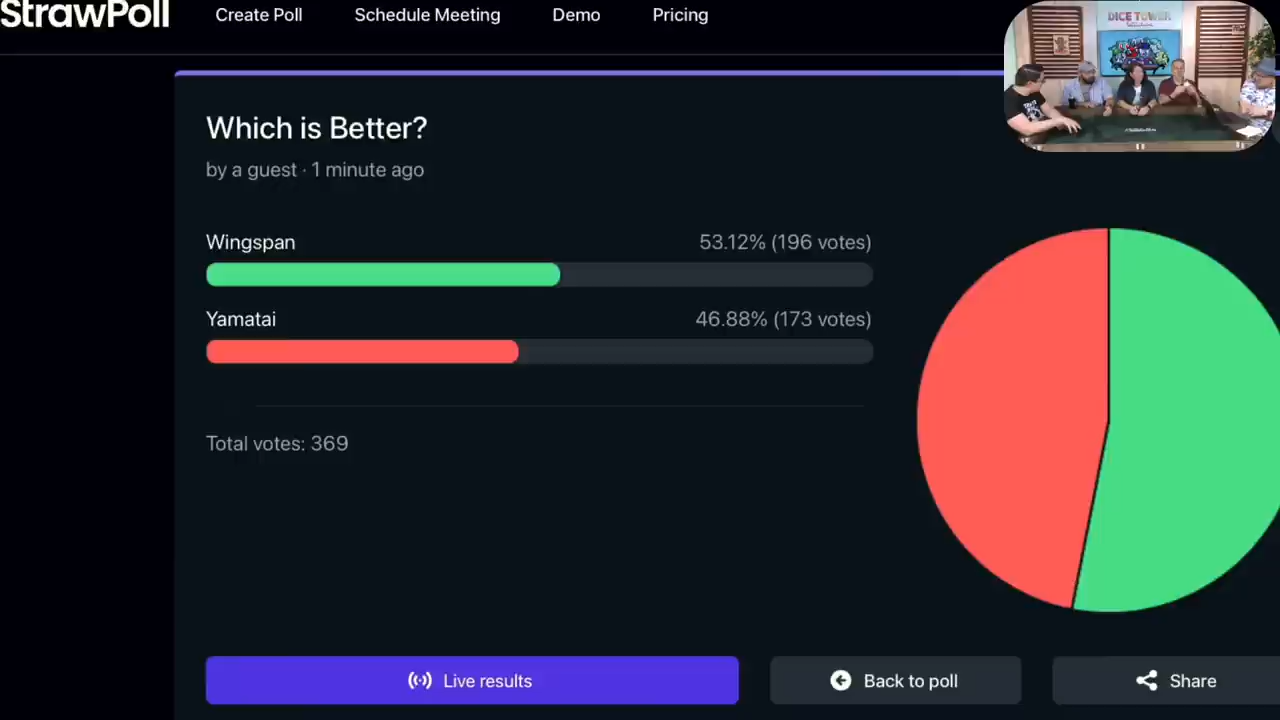 StrawPoll
Create Poll
Schedule Meeting
Demo
Pricing
DICE TOWER
Which is Better?
by a guest · 1 minute ago
Wingspan
53.12% (196 votes)
Yamatai
46.88% (173 votes)
Total votes: 369
Live results
Back to poll
Share